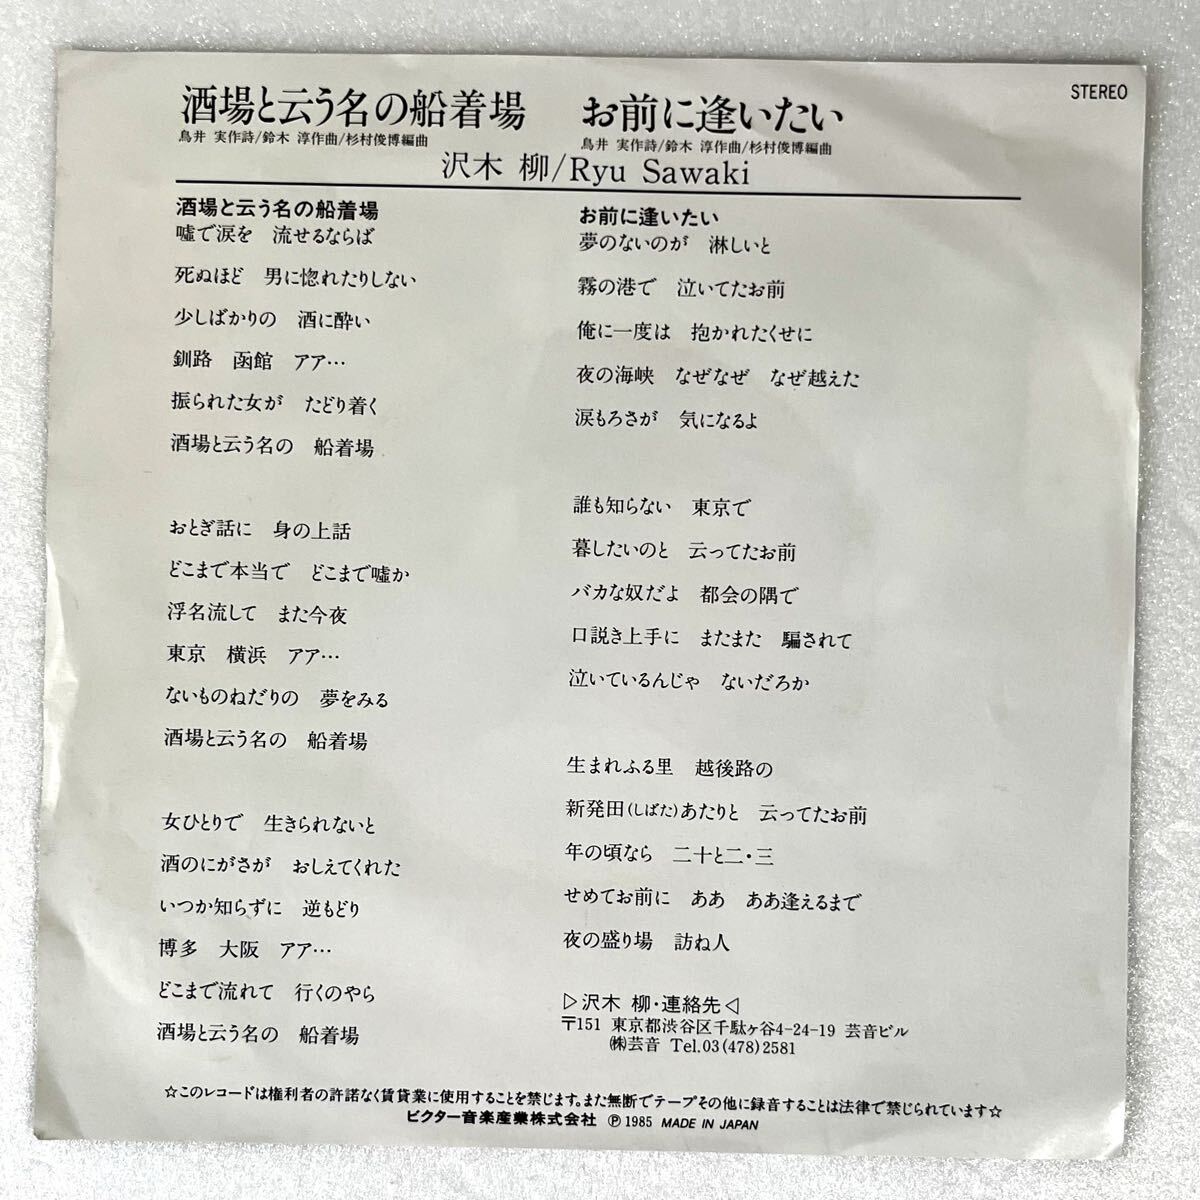 STEREO
酒場と云う名の船着場
鳥井 実作詩/鈴木 淳作曲/杉村俊博編曲
お前に逢いたい
鳥井 実作詩/鈴木 淳作曲/杉村俊博編曲
沢木 柳/Ryu Sawaki
酒場と云う名の船着場
嘘で涙を 流せるならば
死ぬほど 男に惚れたりしない
少しばかりの 酒に酔い
釧路 函館 アア…
振られた女が たどり着く
酒場と云う名の 船着場
おとぎ話に 身の上話
どこまで本当で どこまで嘘か
浮名流して また今夜
東京 横浜 アア…
ないものねだりの 夢をみる
酒場と云う名の 船着場
女ひとりで 生きられないと
酒のにがさが おしえてくれた
いつか知らずに 逆もどり
博多 大阪 アア…
どこまで流れて 行くのやら
酒場と云う名の 船着場
お前に逢いたい
夢のないのが 淋しいと
霧の港で 泣いてたお前
俺に一度は 抱かれたくせに
夜の海峡 なぜなぜ なぜ越えた
涙もろさが 気になるよ
誰も知らない 東京で
暮したいのと 云ってたお前
バカな奴だよ 都会の隅で
口説き上手に またまた 騙されて
泣いているんじゃ ないだろか
生まれふる里 越後路の
新発田(しばた)あたりと 云ってたお前
年の頃なら 二十と二・三
せめてお前に ああ ああ逢えるまで
夜の盛り場 訪ね人
▷沢木 柳・連絡先◁
〒151 東京都渋谷区千駄ヶ谷4-24-19 芸音ビル
㈱芸音 Tel.03(478)2581
☆このレコードは権利者の許諾なく賃貸業に使用することを禁じます。また無断でテープその他に録音することは法律で禁じられています☆
ビクター音楽産業株式会社 ℗1985 MADE IN JAPAN